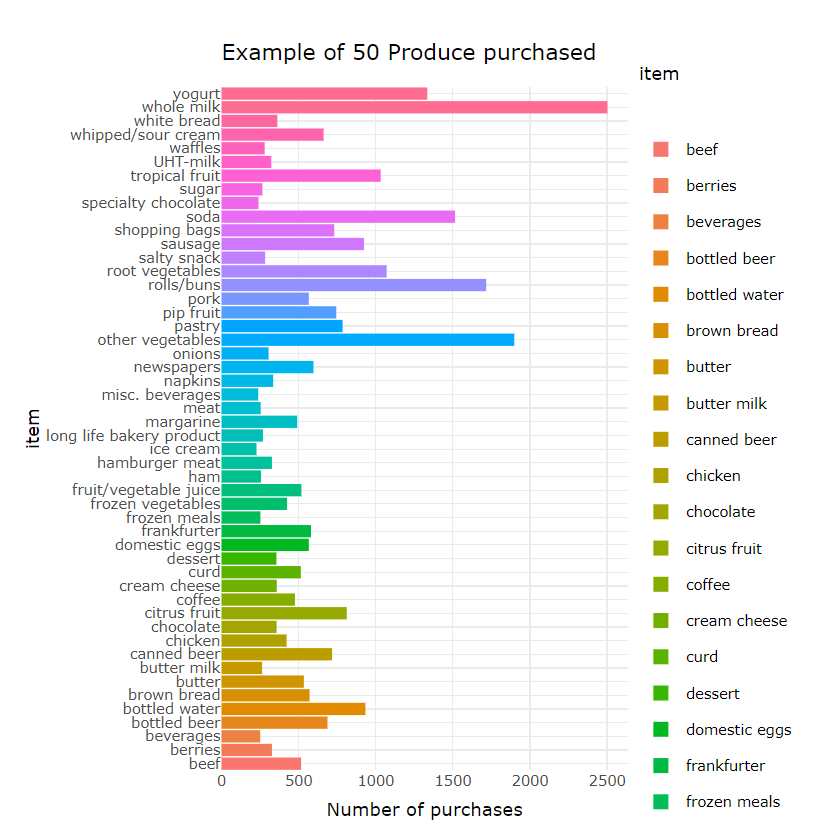 Example of 50 Produce purchased
item
yogurt
whole milk
white bread
whipped/sour cream
waffles
UHT-milk
tropical fruit
sugar
specialty chocolate
soda
shopping bags
sausage
salty snack
root vegetables
rolls/buns
pork
pip fruit
pastry
other vegetables
onions
newspapers
napkins
misc. beverages
meat
margarine
long life bakery product
ice cream
hamburger meat
ham
fruit/vegetable juice
frozen vegetables
frozen meals
frankfurter
domestic eggs
dessert
curd
cream cheese
coffee
citrus fruit
chocolate
chicken
canned beer
butter milk
butter
brown bread
bottled water
bottled beer
beverages
berries
beef
0 500 1000 1500 2000 2500
Number of purchases
item
beef
berries
beverages
bottled beer
bottled water
brown bread
butter
butter milk
canned beer
chicken
chocolate
citrus fruit
coffee
cream cheese
curd
dessert
domestic eggs
frankfurter
frozen meals